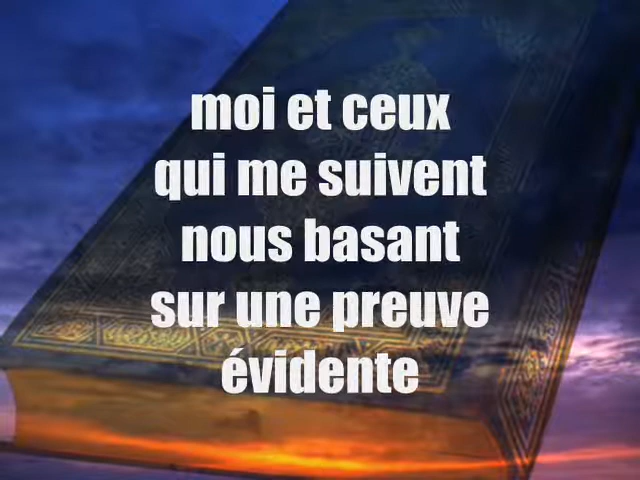 moi et ceux
qui me suivent
nous basant
sur une preuve
évidente